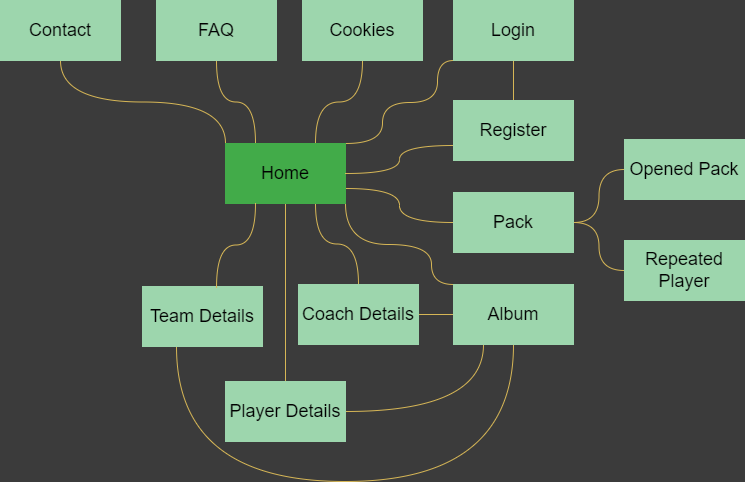 Contact
FAQ
Cookies
Login
Register
Home
Opened Pack
Pack
Repeated
Player
Team Details
Coach Details
Album
Player Details